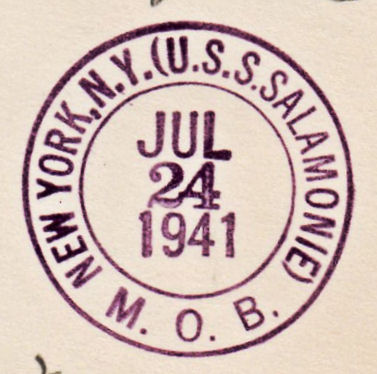 NEW YORK, N.Y. (U.S.S. SALAMONIE)
JUL
24
1941
M. O. B.